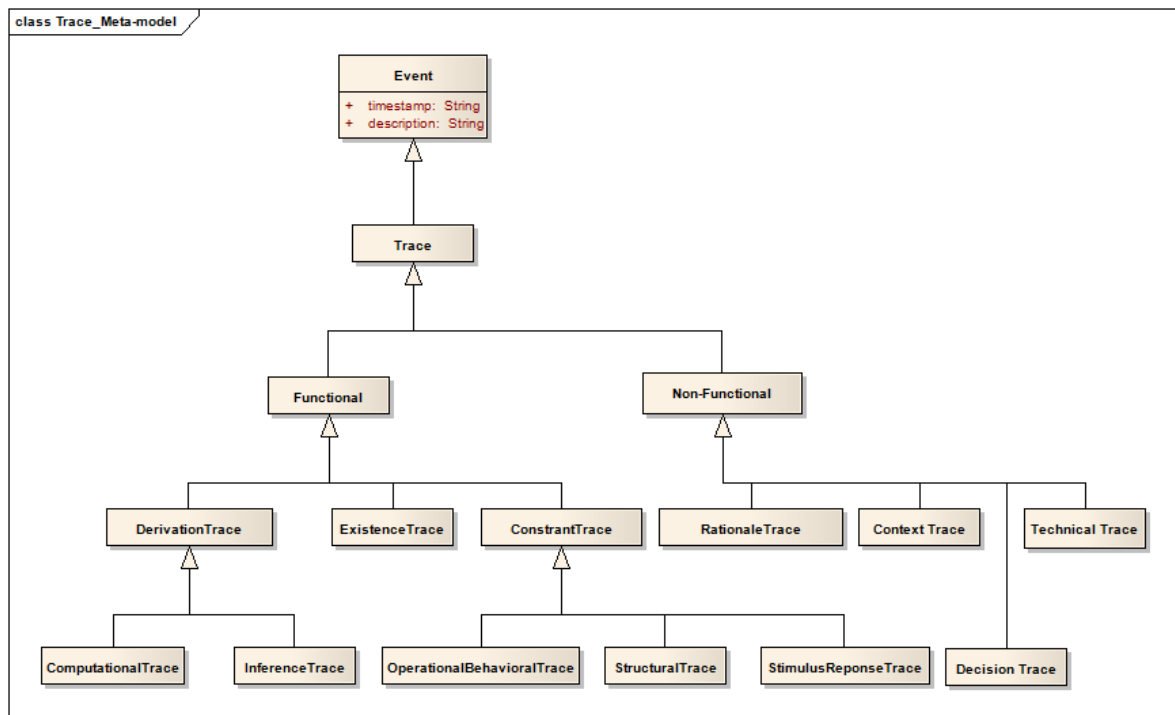 class Trace_Meta-model
Event
+ timestamp: String
+ description: String
Trace
Functional
Non-Functional
DerivationTrace
ExistenceTrace
ConstrantTrace
RationaleTrace
Context Trace
Technical Trace
ComputationalTrace
InferenceTrace
OperationalBehavioralTrace
StructuralTrace
StimulusReponseTrace
Decision Trace